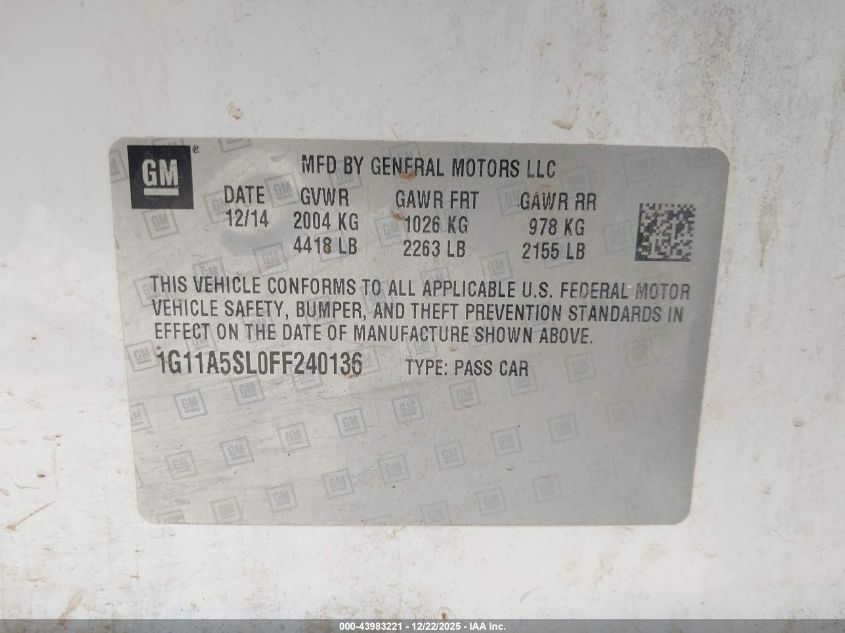 GM®
MFD BY GENERAL MOTORS LLC
DATE GVWR GAWR FRT GAWR RR
12/14 2004 KG 1026 KG 978 KG
4418 LB 2263 LB 2155 LB
THIS VEHICLE CONFORMS TO ALL APPLICABLE U.S. FEDERAL MOTOR
VEHICLE SAFETY, BUMPER, AND THEFT PREVENTION STANDARDS IN
EFFECT ON THE DATE OF MANUFACTURE SHOWN ABOVE.
1G11A5SL0FF240136 TYPE: PASS CAR
000-43983221 - 12/22/2025 - IAA Inc.